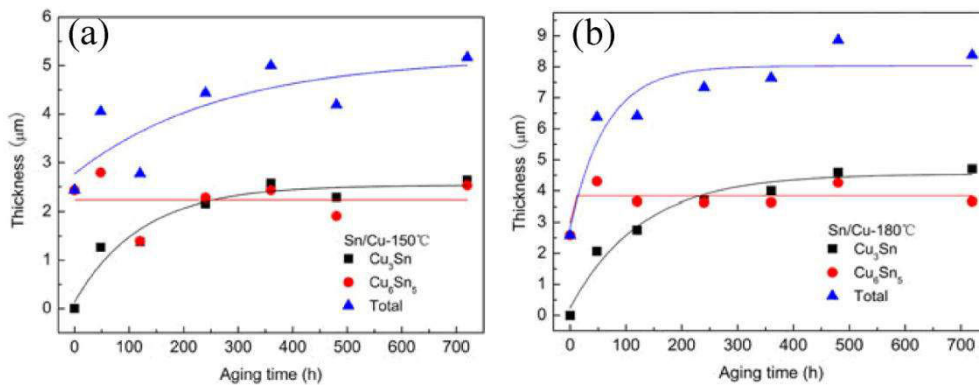 (a)
6
5
4
3
2
1
0
Thickness (μm)
Sn/Cu-150℃
Cu3Sn
Cu6Sn5
Total
0 100 200 300 400 500 600 700
Aging time (h)
(b)
9
8
7
6
5
4
3
2
1
0
Thickness (μm)
Sn/Cu-180℃
Cu3Sn
Cu6Sn5
Total
0 100 200 300 400 500 600 700
Aging time (h)